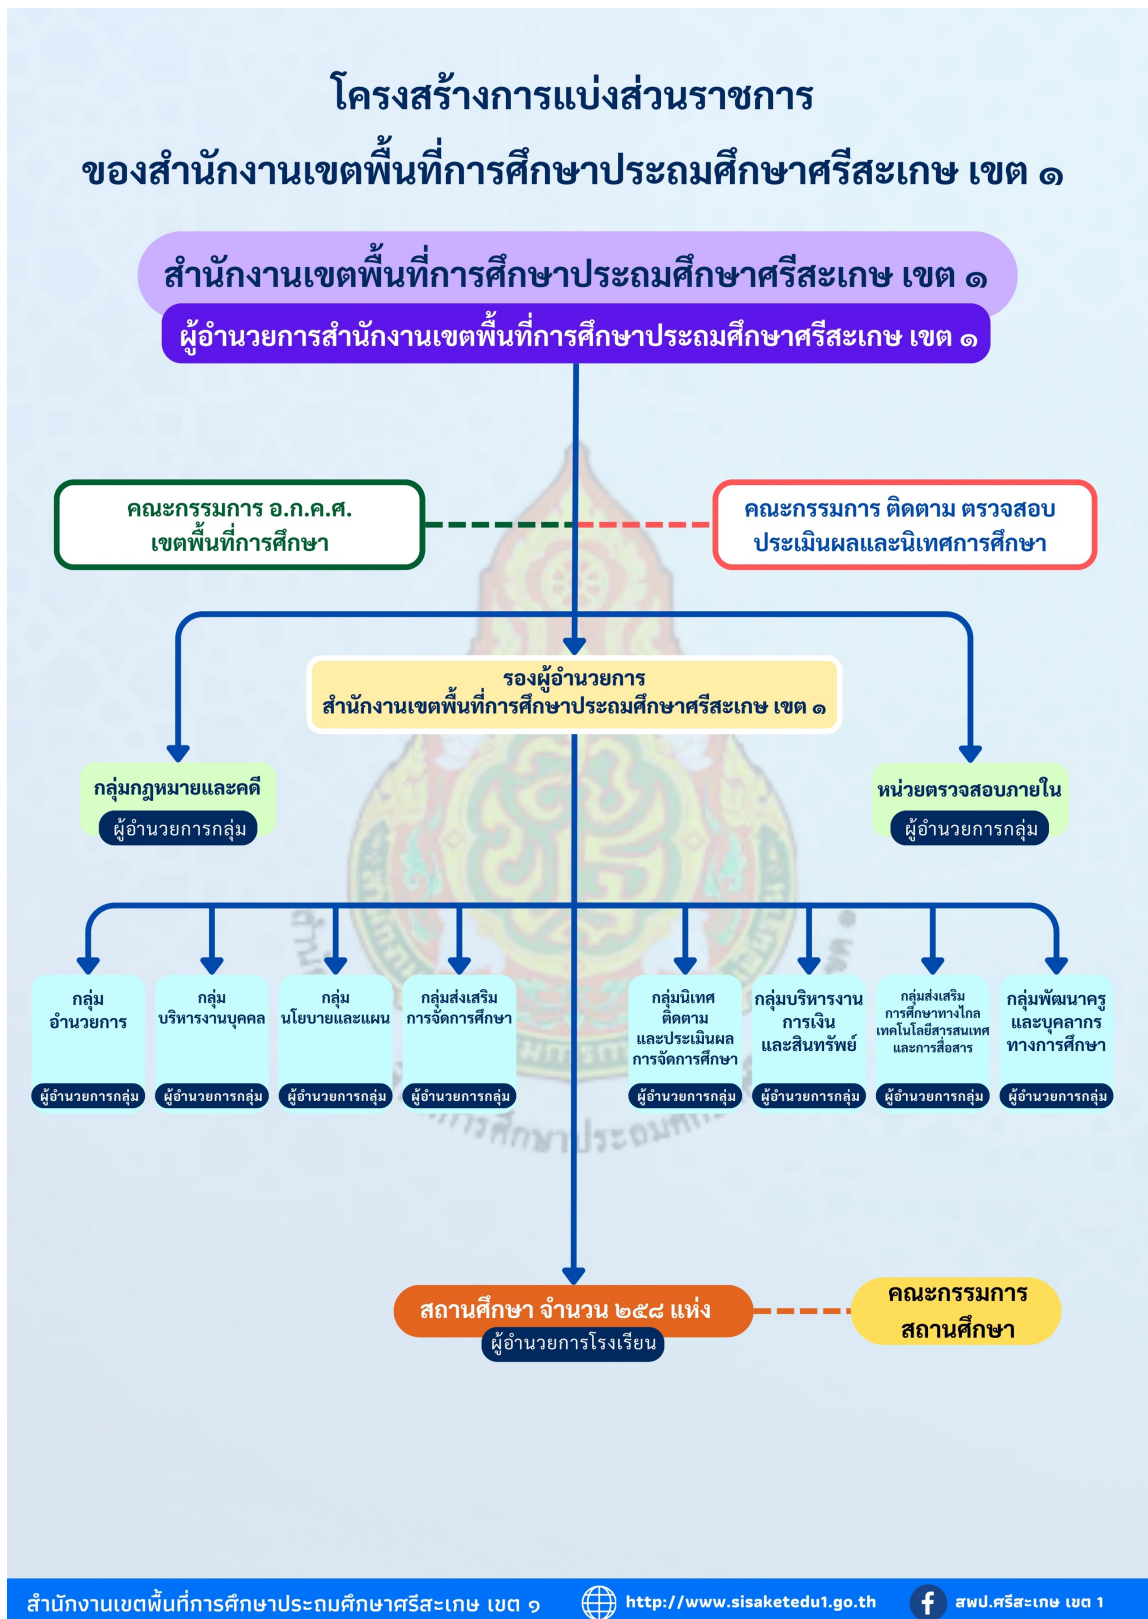 โครงสร้างการแบ่งส่วนราชการ
ของสำนักงานเขตพื้นที่การศึกษาประถมศึกษาศรีสะเกษ เขต ๑
สำนักงานเขตพื้นที่การศึกษาประถมศึกษาศรีสะเกษ เขต ๑
ผู้อำนวยการสำนักงานเขตพื้นที่การศึกษาประถมศึกษาศรีสะเกษ เขต ๑
คณะกรรมการ อ.ก.ค.ศ.
เขตพื้นที่การศึกษา
คณะกรรมการ ติดตาม ตรวจสอบ
ประเมินผลและนิเทศการศึกษา
รองผู้อำนวยการ
สำนักงานเขตพื้นที่การศึกษาประถมศึกษาศรีสะเกษ เขต ๑
กลุ่มกฎหมายและคดี
ผู้อำนวยการกลุ่ม
หน่วยตรวจสอบภายใน
ผู้อำนวยการกลุ่ม
กลุ่ม
อำนวยการ
ผู้อำนวยการกลุ่ม
กลุ่ม
บริหารงานบุคคล
ผู้อำนวยการกลุ่ม
กลุ่ม
นโยบายและแผน
ผู้อำนวยการกลุ่ม
กลุ่มส่งเสริม
การจัดการศึกษา
ผู้อำนวยการกลุ่ม
กลุ่มนิเทศ
ติดตาม
และประเมินผล
การจัดการศึกษา
ผู้อำนวยการกลุ่ม
กลุ่มบริหารงาน
การเงิน
และสินทรัพย์
ผู้อำนวยการกลุ่ม
กลุ่มส่งเสริม
การศึกษาทางไกล
เทคโนโลยีสารสนเทศ
และการสื่อสาร
ผู้อำนวยการกลุ่ม
กลุ่มพัฒนาครู
และบุคลากร
ทางการศึกษา
ผู้อำนวยการกลุ่ม
สถานศึกษา จำนวน ๒๕๘ แห่ง
ผู้อำนวยการโรงเรียน
คณะกรรมการ
สถานศึกษา
สำนักงานเขตพื้นที่การศึกษาประถมศึกษาศรีสะเกษ เขต ๑
http://www.sisaketedu1.go.th
สพป.ศรีสะเกษ เขต 1